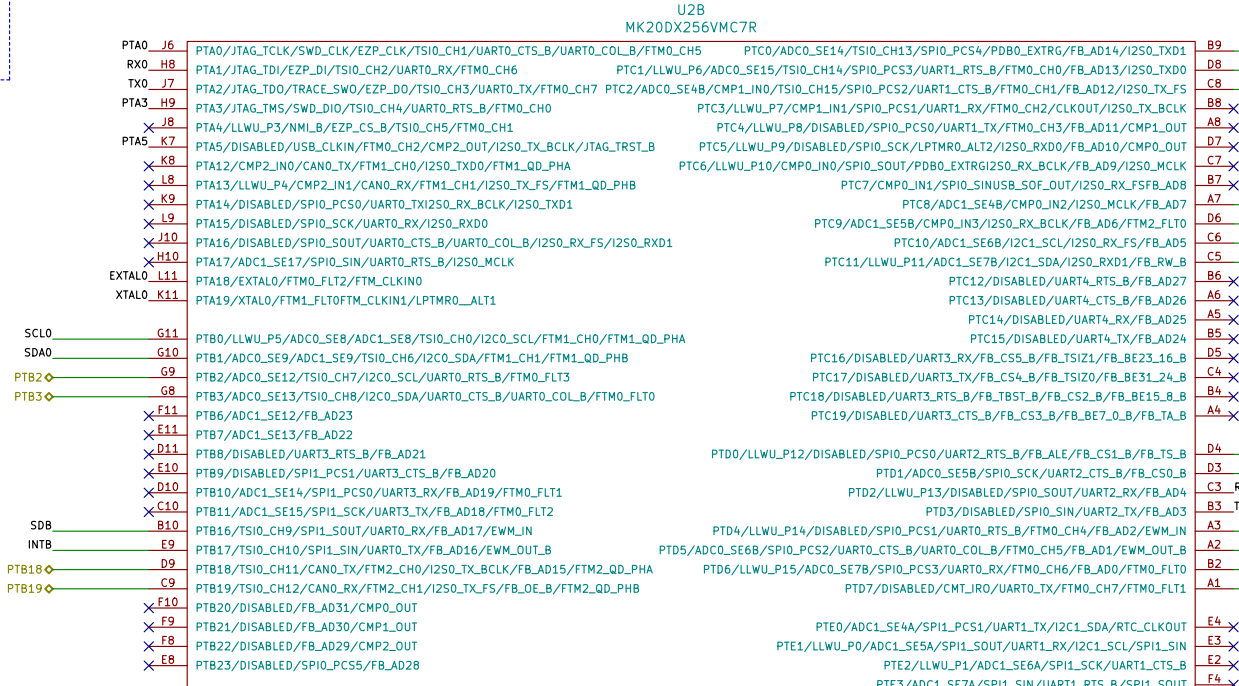 U2B
MK20DX256VMC7R
PTA0 J6 PTA0/JTAG_TCLK/SWD_CLK/EZP_CLK/TSI0_CH1/UART0_CTS_B/UART0_COL_B/FTM0_CH5 PTC0/ADC0_SE14/TSI0_CH13/SPI0_PCS4/PDB0_EXTRG/FB_AD14/I2S0_TXD1 B9
RX0 H8 PTA1/JTAG_TDI/EZP_DI/TSI0_CH2/UART0_RX/FTM0_CH6 PTC1/LLWU_P6/ADC0_SE15/TSI0_CH14/SPI0_PCS3/UART1_RTS_B/FTM0_CH0/FB_AD13/I2S0_TXD0 D8
TX0 J7 PTA2/JTAG_TDO/TRACE_SWO/EZP_DO/TSI0_CH3/UART0_TX/FTM0_CH7 PTC2/ADC0_SE4B/CMP1_IN0/TSI0_CH15/SPI0_PCS2/UART1_CTS_B/FTM0_CH1/FB_AD12/I2S0_TX_FS C8
PTA3 H9 PTA3/JTAG_TMS/SWD_DIO/TSI0_CH4/UART0_RTS_B/FTM0_CH0 PTC3/LLWU_P7/CMP1_IN1/SPI0_PCS1/UART1_RX/FTM0_CH2/CLKOUT/I2S0_TX_BCLK B8
J8 PTA4/LLWU_P3/NMI_B/EZP_CS_B/TSI0_CH5/FTM0_CH1 PTC4/LLWU_P8/DISABLED/SPI0_PCS0/UART1_TX/FTM0_CH3/FB_AD11/CMP1_OUT A8
PTA5 K7 PTA5/DISABLED/USB_CLKIN/FTM0_CH2/CMP2_OUT/I2S0_TX_BCLK/JTAG_TRST_B PTC5/LLWU_P9/DISABLED/SPI0_SCK/LPTMR0_ALT2/I2S0_RXD0/FB_AD10/CMP0_OUT D7
K8 PTA12/CMP2_IN0/CAN0_TX/FTM1_CH0/I2S0_TXD0/FTM1_QD_PHA PTC6/LLWU_P10/CMP0_IN0/SPI0_SOUT/PDB0_EXTRGI2S0_RX_BCLK/FB_AD9/I2S0_MCLK C7
L8 PTA13/LLWU_P4/CMP2_IN1/CAN0_RX/FTM1_CH1/I2S0_TX_FS/FTM1_QD_PHB PTC7/CMP0_IN1/SPI0_SINUSB_SOF_OUT/I2S0_RX_FSFB_AD8 B7
K9 PTA14/DISABLED/SPI0_PCS0/UART0_TXI2S0_RX_BCLK/I2S0_TXD1 PTC8/ADC1_SE4B/CMP0_IN2/I2S0_MCLK/FB_AD7 A7
L9 PTA15/DISABLED/SPI0_SCK/UART0_RX/I2S0_RXD0 PTC9/ADC1_SE5B/CMP0_IN3/I2S0_RX_BCLK/FB_AD6/FTM2_FLT0 D6
J10 PTA16/DISABLED/SPI0_SOUT/UART0_CTS_B/UART0_COL_B/I2S0_RX_FS/I2S0_RXD1 PTC10/ADC1_SE6B/I2C1_SCL/I2S0_RX_FS/FB_AD5 C6
H10 PTA17/ADC1_SE17/SPI0_SIN/UART0_RTS_B/I2S0_MCLK PTC11/LLWU_P11/ADC1_SE7B/I2C1_SDA/I2S0_RXD1/FB_RW_B C5
EXTAL0 L11 PTA18/EXTAL0/FTM0_FLT2/FTM_CLKIN0 PTC12/DISABLED/UART4_RTS_B/FB_AD27 B6
XTAL0 K11 PTA19/XTAL0/FTM1_FLT0FTM_CLKIN1/LPTMR0__ALT1 PTC13/DISABLED/UART4_CTS_B/FB_AD26 A6
PTC14/DISABLED/UART4_RX/FB_AD25 A5
SCL0 G11 PTB0/LLWU_P5/ADC0_SE8/ADC1_SE8/TSI0_CH0/I2C0_SCL/FTM1_CH0/FTM1_QD_PHA PTC15/DISABLED/UART4_TX/FB_AD24 B5
SDA0 G10 PTB1/ADC0_SE9/ADC1_SE9/TSI0_CH6/I2C0_SDA/FTM1_CH1/FTM1_QD_PHB PTC16/DISABLED/UART3_RX/FB_CS5_B/FB_TSIZ1/FB_BE23_16_B D5
PTB2 G9 PTB2/ADC0_SE12/TSI0_CH7/I2C0_SCL/UART0_RTS_B/FTM0_FLT3 PTC17/DISABLED/UART3_TX/FB_CS4_B/FB_TSIZ0/FB_BE31_24_B C4
PTB3 G8 PTB3/ADC0_SE13/TSI0_CH8/I2C0_SDA/UART0_CTS_B/UART0_COL_B/FTM0_FLT0 PTC18/DISABLED/UART3_RTS_B/FB_TBST_B/FB_CS2_B/FB_BE15_8_B B4
F11 PTB6/ADC1_SE12/FB_AD23 PTC19/DISABLED/UART3_CTS_B/FB_CS3_B/FB_BE7_0_B/FB_TA_B A4
E11 PTB7/ADC1_SE13/FB_AD22
D11 PTB8/DISABLED/UART3_RTS_B/FB_AD21 PTD0/LLWU_P12/DISABLED/SPI0_PCS0/UART2_RTS_B/FB_ALE/FB_CS1_B/FB_TS_B D4
E10 PTB9/DISABLED/SPI1_PCS1/UART3_CTS_B/FB_AD20 PTD1/ADC0_SE5B/SPI0_SCK/UART2_CTS_B/FB_CS0_B D3
D10 PTB10/ADC1_SE14/SPI1_PCS0/UART3_RX/FB_AD19/FTM0_FLT1 PTD2/LLWU_P13/DISABLED/SPI0_SOUT/UART2_RX/FB_AD4 C3
C10 PTB11/ADC1_SE15/SPI1_SCK/UART3_TX/FB_AD18/FTM0_FLT2 PTD3/DISABLED/SPI0_SIN/UART2_TX/FB_AD3 B3
SDB B10 PTB16/TSI0_CH9/SPI1_SOUT/UART0_RX/FB_AD17/EWM_IN PTD4/LLWU_P14/DISABLED/SPI0_PCS1/UART0_RTS_B/FTM0_CH4/FB_AD2/EWM_IN A3
INTB E9 PTB17/TSI0_CH10/SPI1_SIN/UART0_TX/FB_AD16/EWM_OUT_B PTD5/ADC0_SE6B/SPI0_PCS2/UART0_CTS_B/UART0_COL_B/FTM0_CH5/FB_AD1/EWM_OUT_B A2
PTB18 D9 PTB18/TSI0_CH11/CAN0_TX/FTM2_CH0/I2S0_TX_BCLK/FB_AD15/FTM2_QD_PHA PTD6/LLWU_P15/ADC0_SE7B/SPI0_PCS3/UART0_RX/FTM0_CH6/FB_AD0/FTM0_FLT0 B2
PTB19 C9 PTB19/TSI0_CH12/CAN0_RX/FTM2_CH1/I2S0_TX_FS/FB_OE_B/FTM2_QD_PHB PTD7/DISABLED/CMT_IRO/UART0_TX/FTM0_CH7/FTM0_FLT1 A1
F10 PTB20/DISABLED/FB_AD31/CMP0_OUT
F9 PTB21/DISABLED/FB_AD30/CMP1_OUT PTE0/ADC1_SE4A/SPI1_PCS1/UART1_TX/I2C1_SDA/RTC_CLKOUT E4
F8 PTB22/DISABLED/FB_AD29/CMP2_OUT PTE1/LLWU_P0/ADC1_SE5A/SPI1_SOUT/UART1_RX/I2C1_SCL/SPI1_SIN E3
E8 PTB23/DISABLED/SPI0_PCS5/FB_AD28 PTE2/LLWU_P1/ADC1_SE6A/SPI1_SCK/UART1_CTS_B E2
PTE3/ADC1_SE7A/SPI1_SIN/UART1_RTS_B/SPI1_SOUT F4